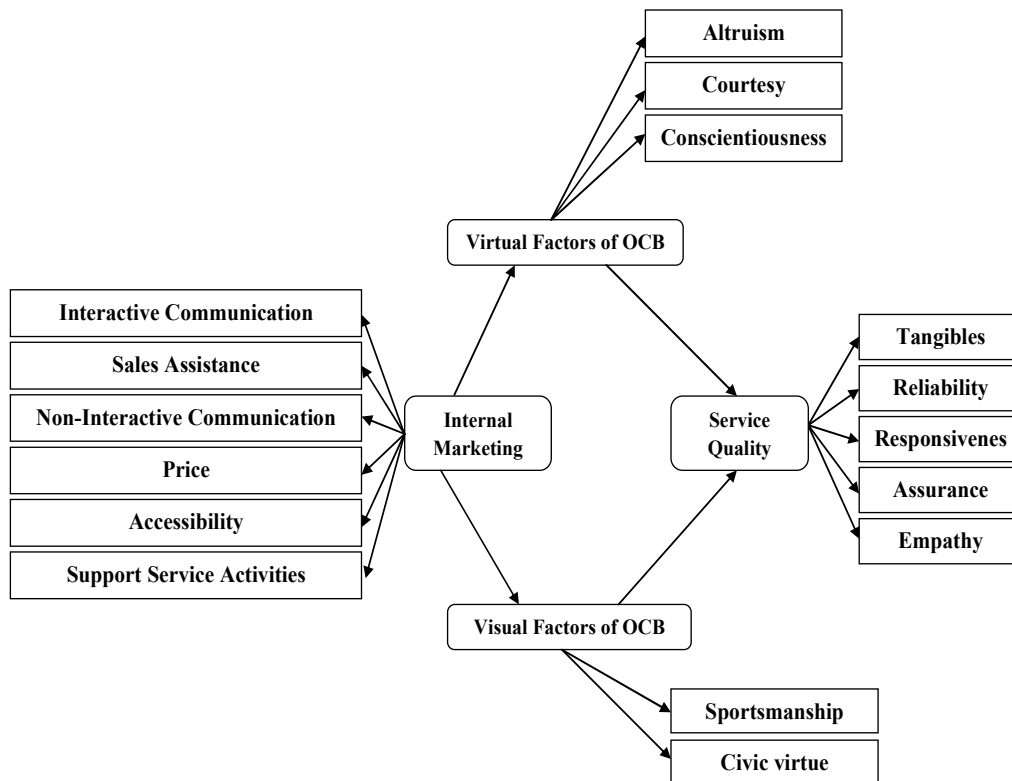 Altruism
Courtesy
Conscientiousness
Virtual Factors of OCB
Interactive Communication
Sales Assistance
Non-Interactive Communication
Price
Accessibility
Support Service Activities
Internal
Marketing
Service
Quality
Tangibles
Reliability
Responsivenes
Assurance
Empathy
Visual Factors of OCB
Sportsmanship
Civic virtue